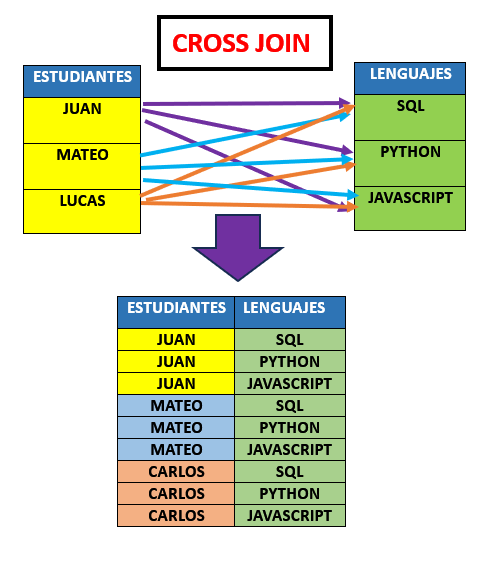 CROSS JOIN
ESTUDIANTES
JUAN
MATEO
LUCAS
LENGUAJES
SQL
PYTHON
JAVASCRIPT
ESTUDIANTES LENGUAJES
JUAN SQL
JUAN PYTHON
JUAN JAVASCRIPT
MATEO SQL
MATEO PYTHON
MATEO JAVASCRIPT
CARLOS SQL
CARLOS PYTHON
CARLOS JAVASCRIPT